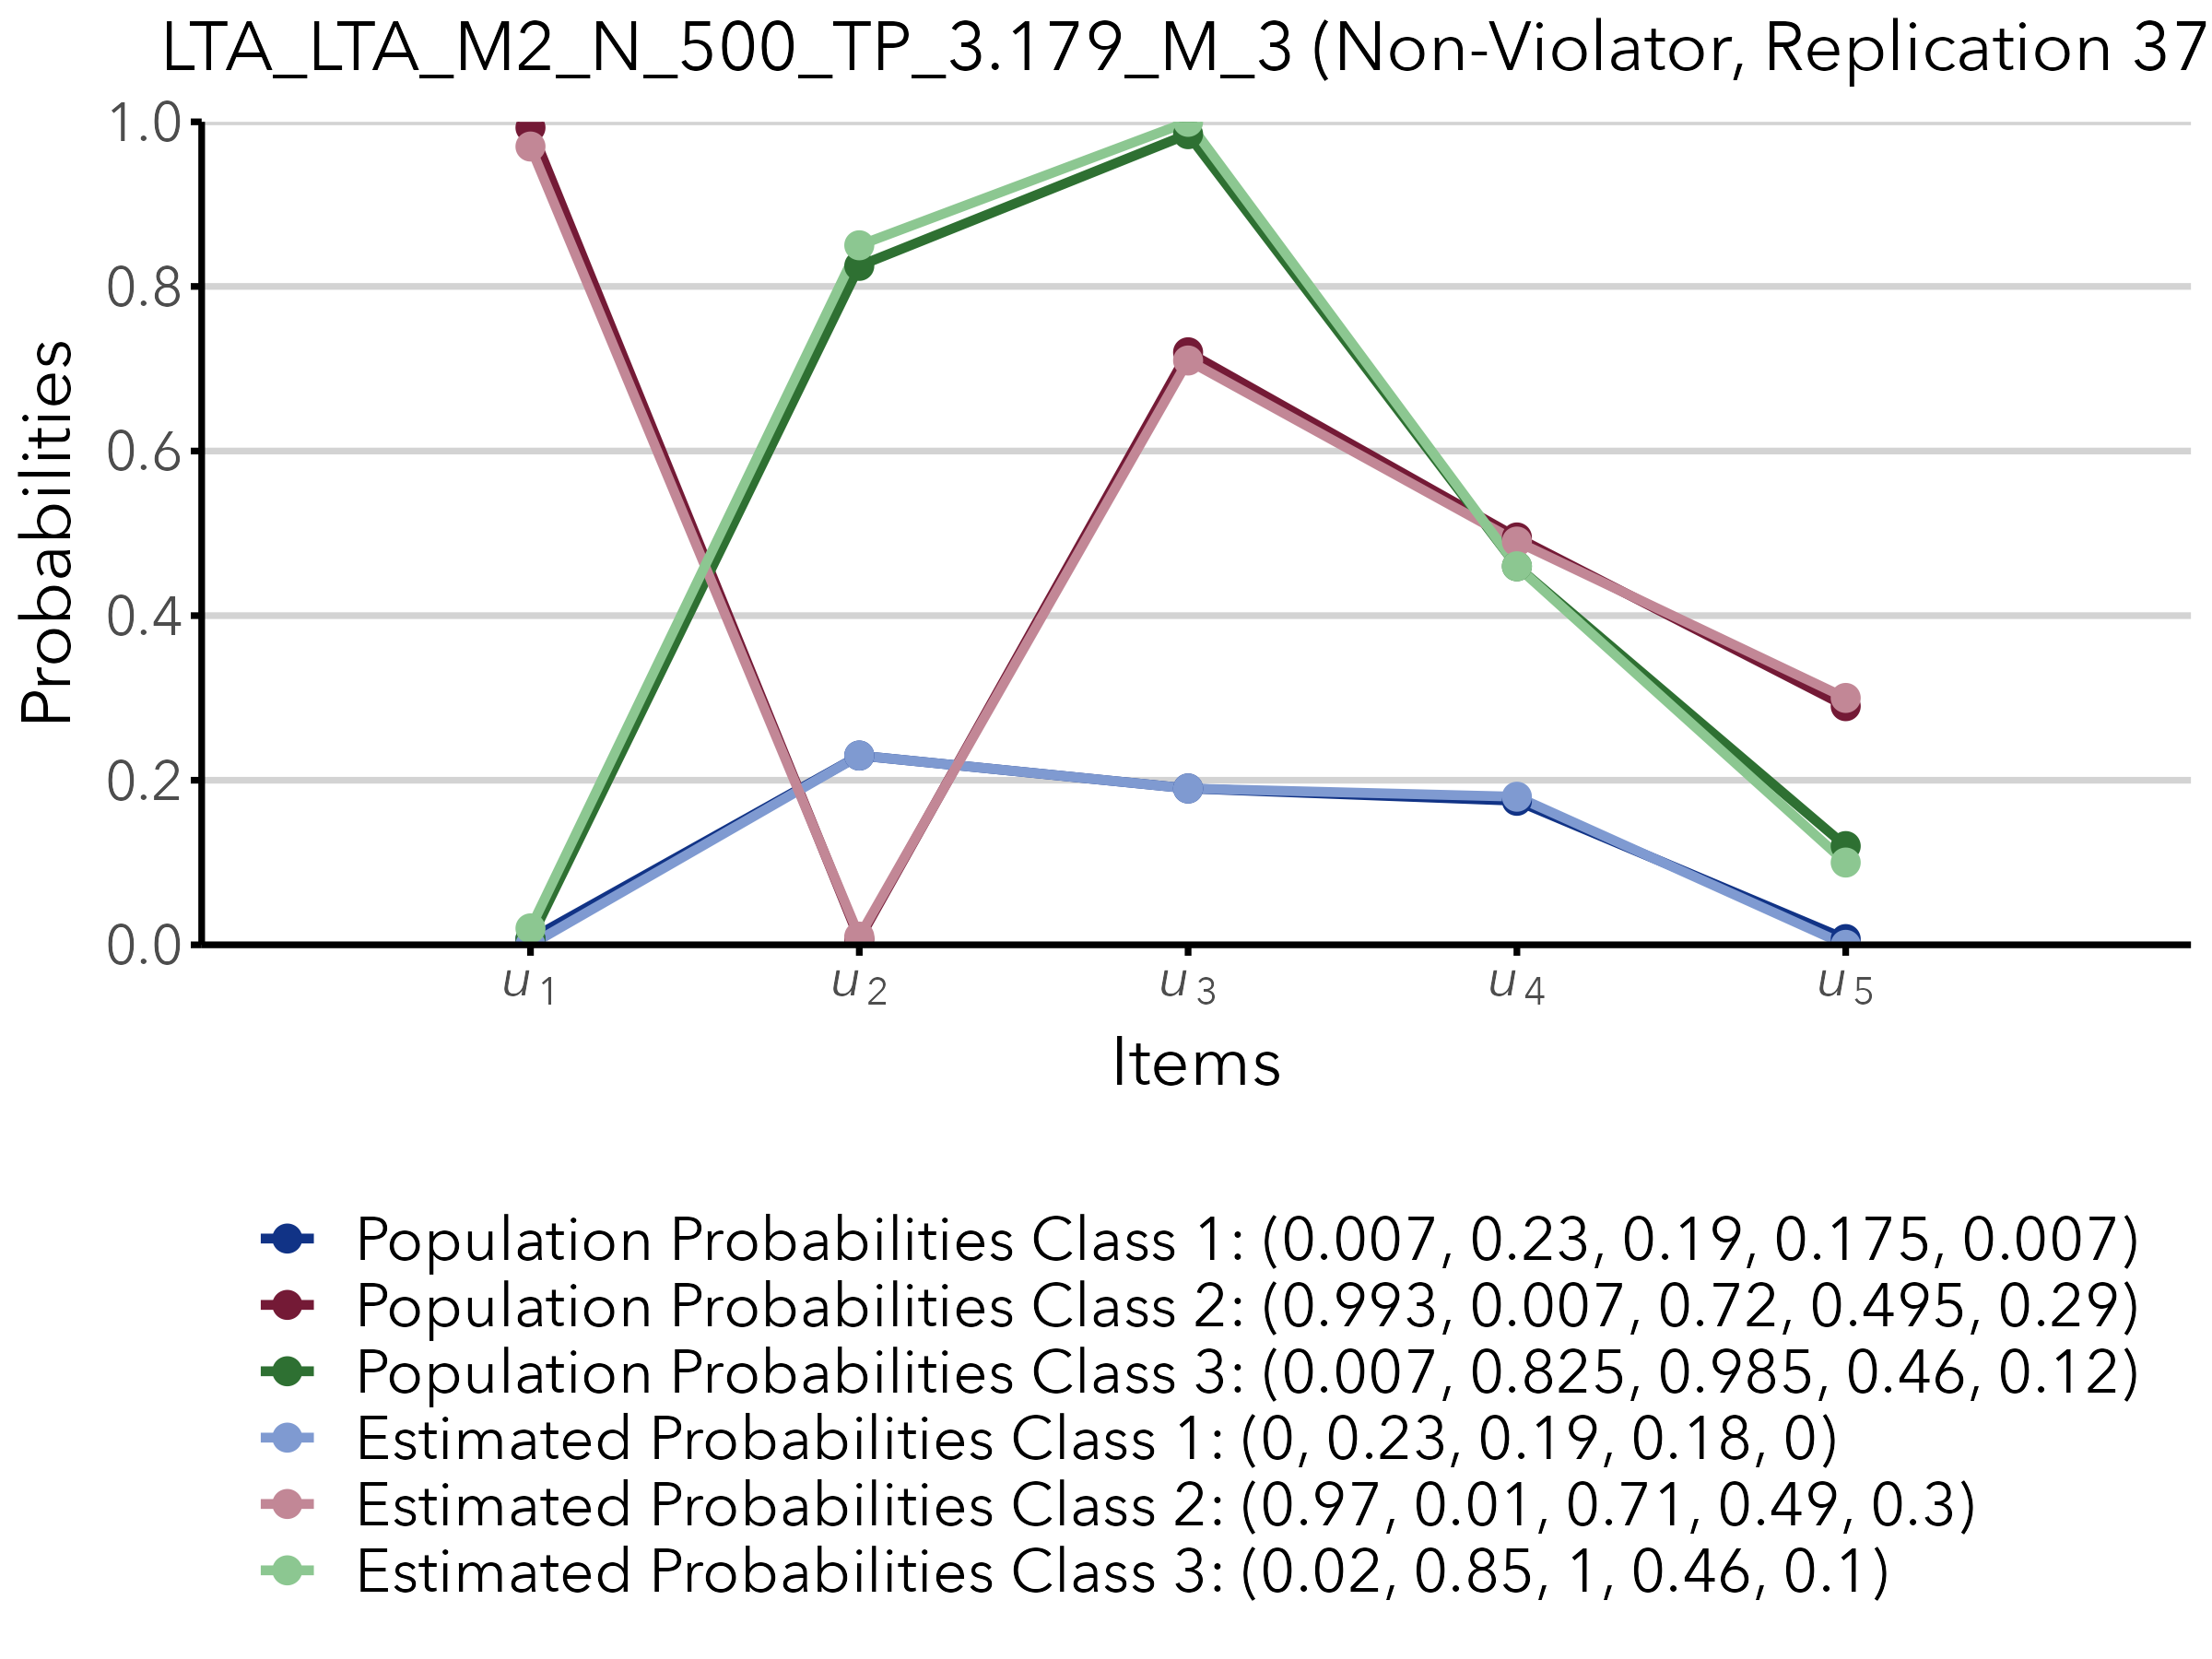 LTA_LTA_M2_N_500_TP_3.179_M_3 (Non-Violator, Replication 37
Probabilities
1.0
0.8
0.6
0.4
0.2
0.0
u1 u2 u3 u4 u5
Items
Population Probabilities Class 1: (0.007, 0.23, 0.19, 0.175, 0.007)
Population Probabilities Class 2: (0.993, 0.007, 0.72, 0.495, 0.29)
Population Probabilities Class 3: (0.007, 0.825, 0.985, 0.46, 0.12)
Estimated Probabilities Class 1: (0, 0.23, 0.19, 0.18, 0)
Estimated Probabilities Class 2: (0.97, 0.01, 0.71, 0.49, 0.3)
Estimated Probabilities Class 3: (0.02, 0.85, 1, 0.46, 0.1)